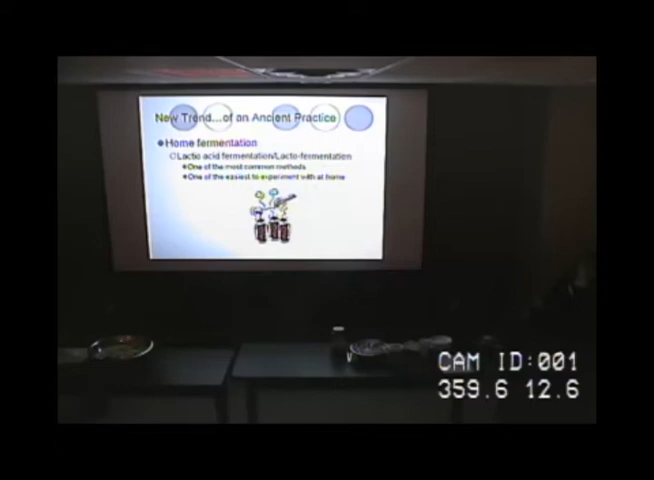 New Trend...of an Ancient Practice
Home fermentation
Lactic acid fermentation/Lacto-fermentation
One of the most common methods
One of the easiest to experiment with at home
CAM ID:001
359.6 12.6